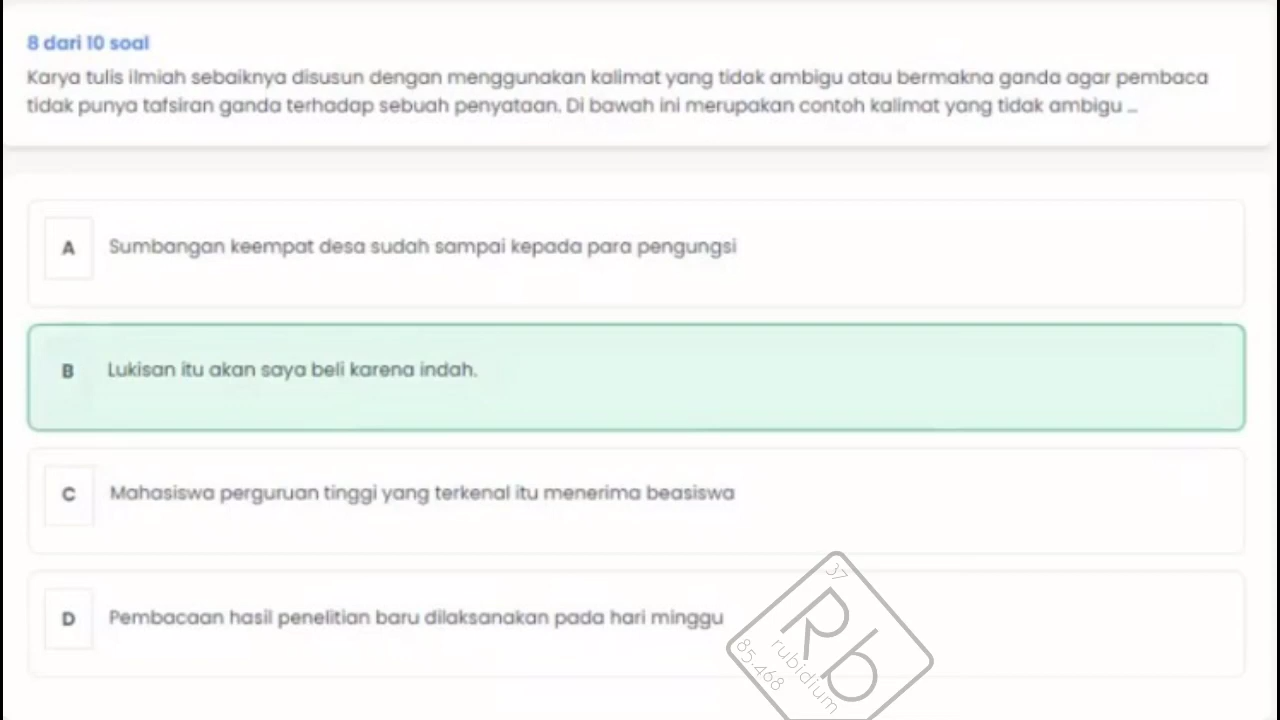 8 dari 10 soal
Karya tulis ilmiah sebaiknya disusun dengan menggunakan kalimat yang tidak ambigu atau bermakna ganda agar pembaca
tidak punya tafsiran ganda terhadap sebuah penyataan. Di bawah ini merupakan contoh kalimat yang tidak ambigu ...
A Sumbangan keempat desa sudah sampai kepada para pengungsi
B Lukisan itu akan saya beli karena indah.
C Mahasiswa perguruan tinggi yang terkenal itu menerima beasiswa
D Pembacaan hasil penelitian baru dilaksanakan pada hari minggu
37
Rb
rubidium
85.468